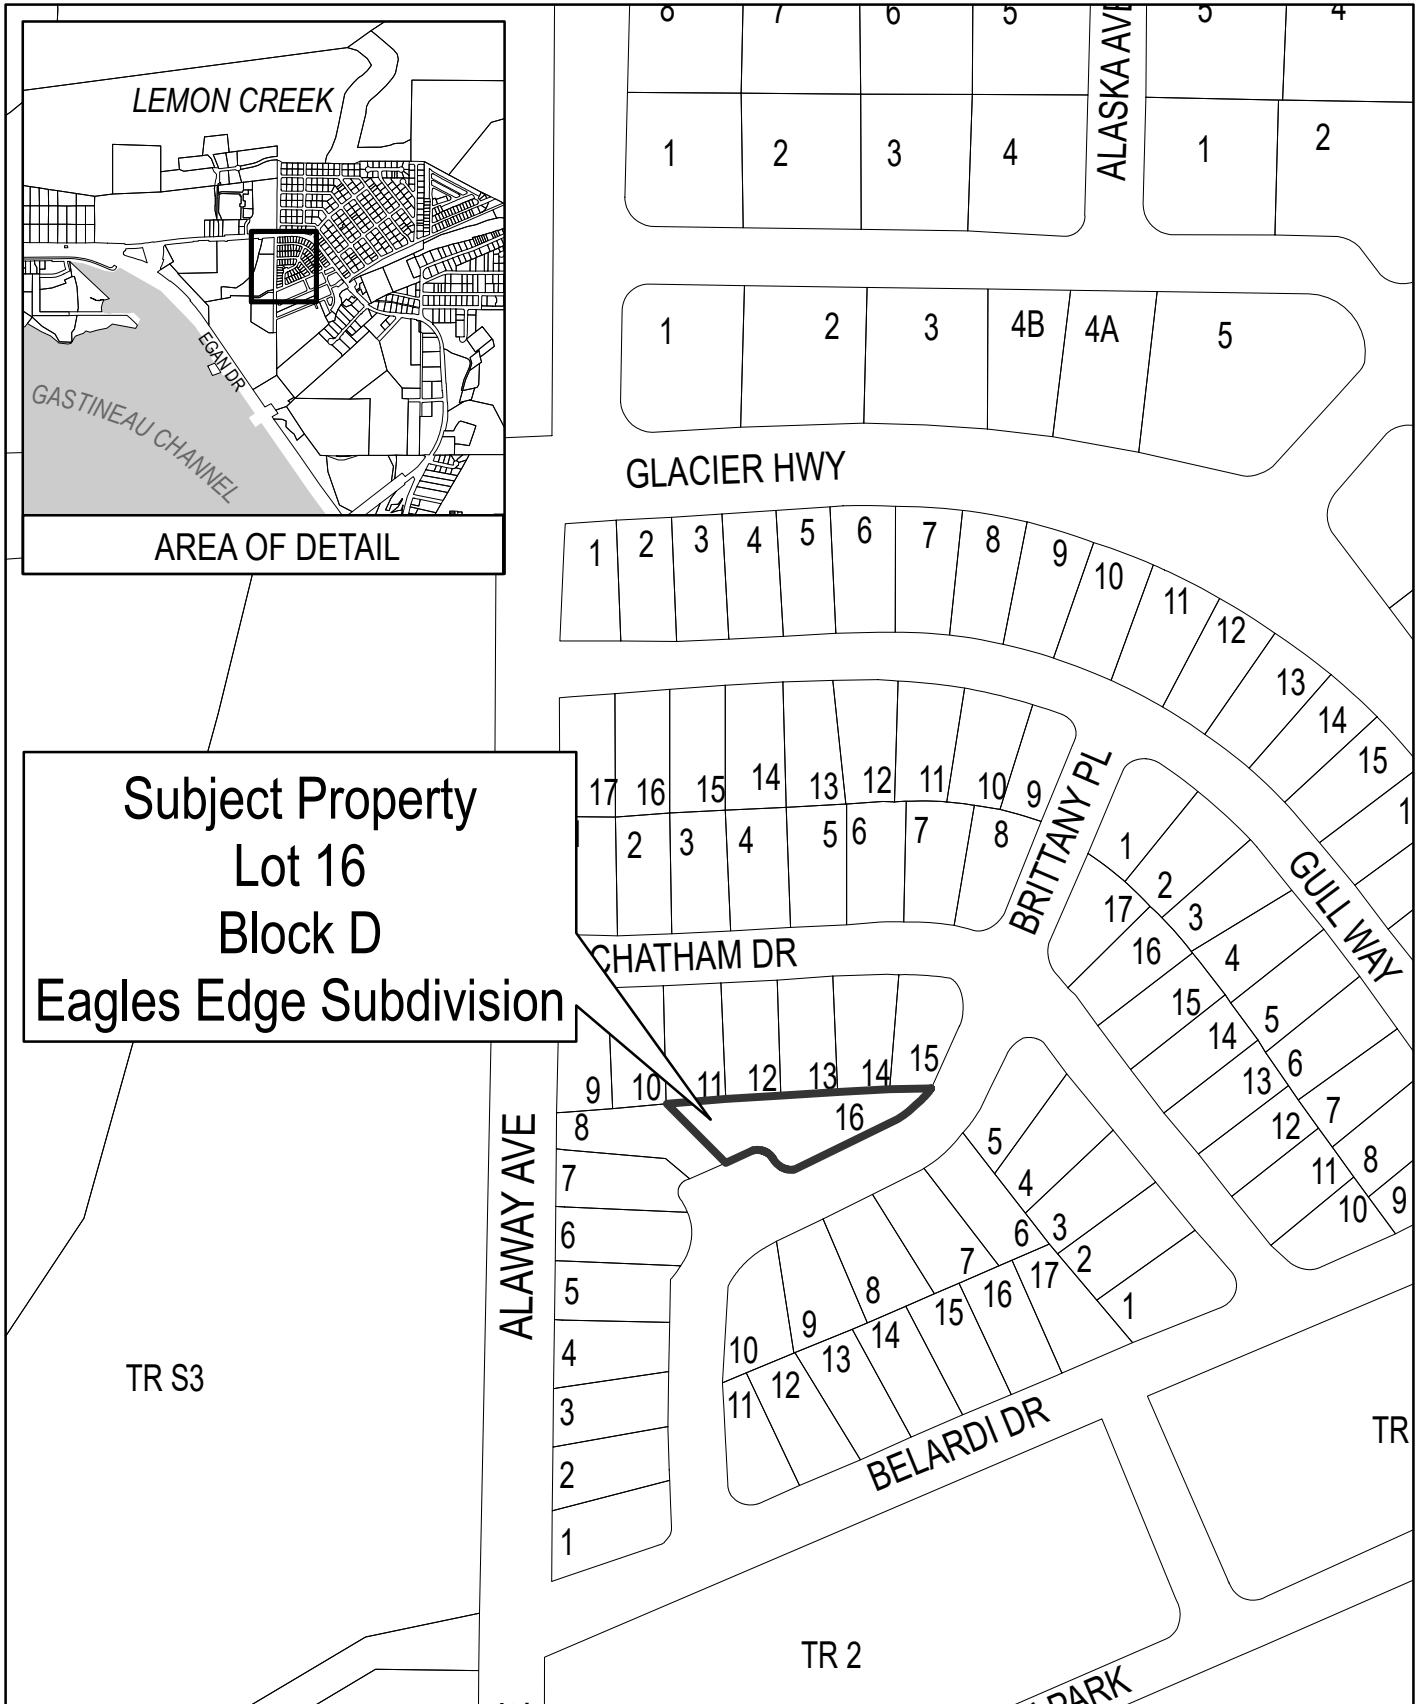 8 7 6 5 ALASKA AVE 5 4
LEMON CREEK
1 2 3 4 1 2
1 2 3 4B 4A 5
EGAN DR
GASTINEAU CHANNEL
GLACIER HWY
AREA OF DETAIL
1 2 3 4 5 6 7 8 9 10 11 12 13 14 15
17 16 15 14 13 12 11 10 9
BRITTANY PL
Subject Property
Lot 16
Block D
Eagles Edge Subdivision
2 3 4 5 6 7 8
GULL WAY
1 2 3 4 5 6 7 8 9
17 16 15 14 13 12 11 10
CHATHAM DR
9 10 11 12 13 14 15
16
ALAWAY AVE
8
7
6
5
4
3
2
1
5 4 3 2 1
10 9 8 7 6
11 12 13 14 15 16 17
TR S3
BELARDI DR
TR
TR 2
PARK